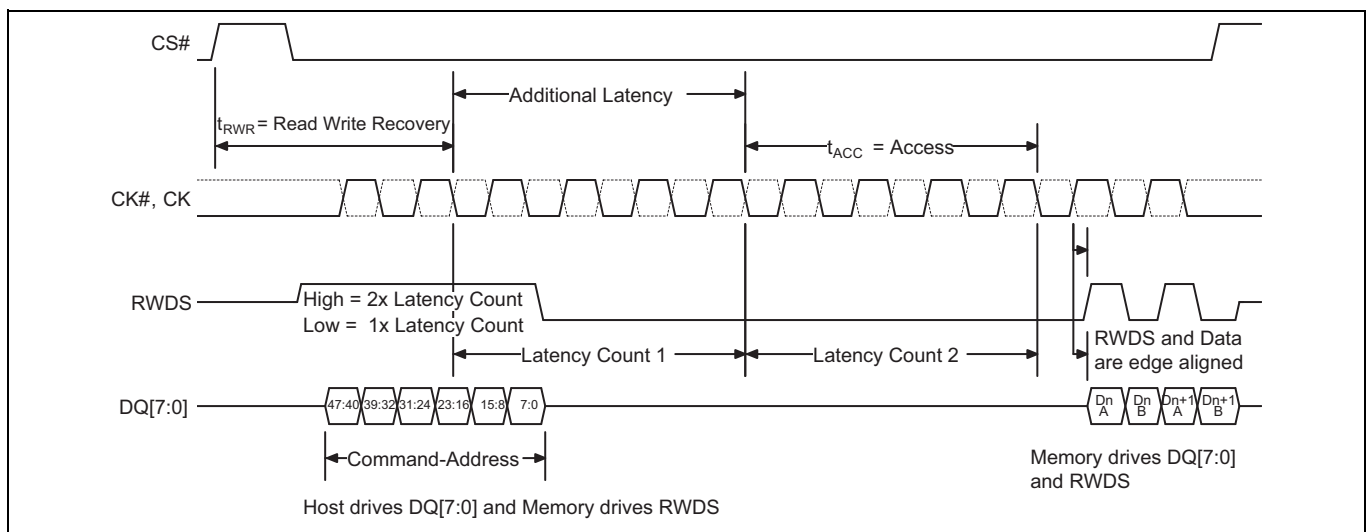 CS#
Additional Latency
tRWR = Read Write Recovery
tACC = Access
CK#, CK
RWDS
High = 2x Latency Count
Low = 1x Latency Count
RWDS and Data
are edge aligned
Latency Count 1
Latency Count 2
DQ[7:0]
47:40 39:32 31:24 23:16 15:8 7:0
Dn Dn Dn+1 Dn+1
A B A B
Command-Address
Memory drives DQ[7:0]
and RWDS
Host drives DQ[7:0] and Memory drives RWDS